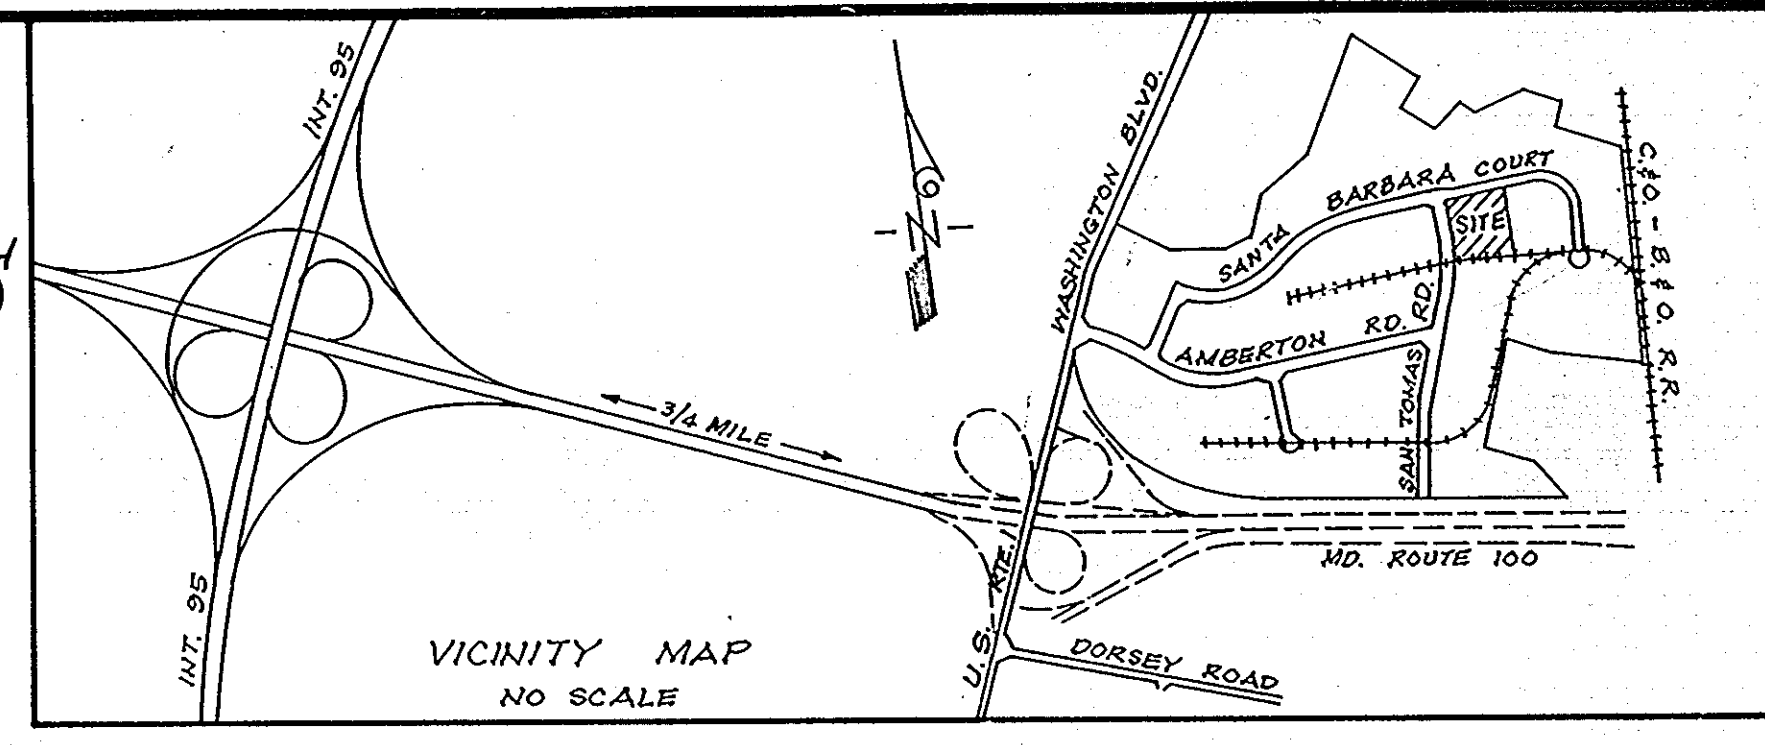 INT. 95
WASHINGTON BLVD.
SANTA BARBARA COURT
SITE
C.&O. - B.&O. R.R.
AMBERTON RD. RD.
SAN TOMAS
3/4 MILE
MD. ROUTE 100
INT. 95
U.S. RTE. 1
DORSEY ROAD
VICINITY MAP
NO SCALE